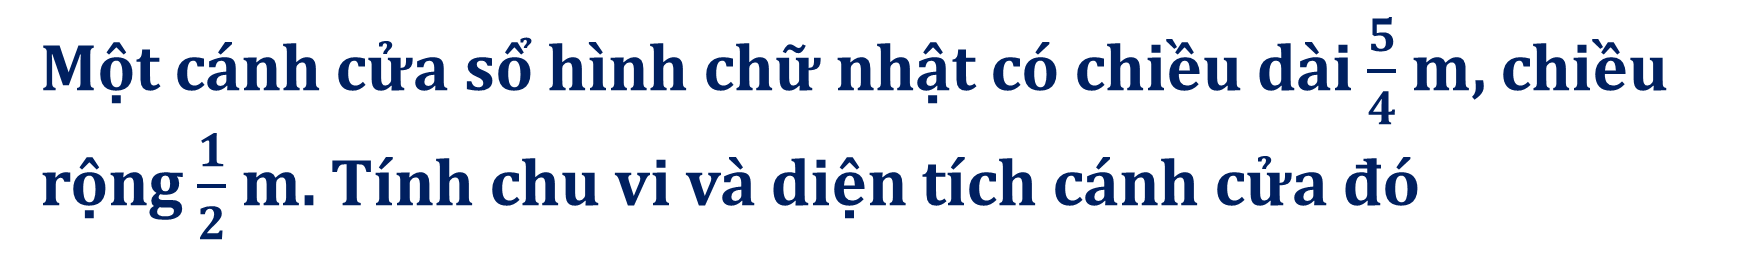 Một cánh cửa sổ hình chữ nhật có chiều dài 5/4 m, chiều
rộng 1/2 m. Tính chu vi và diện tích cánh cửa đó